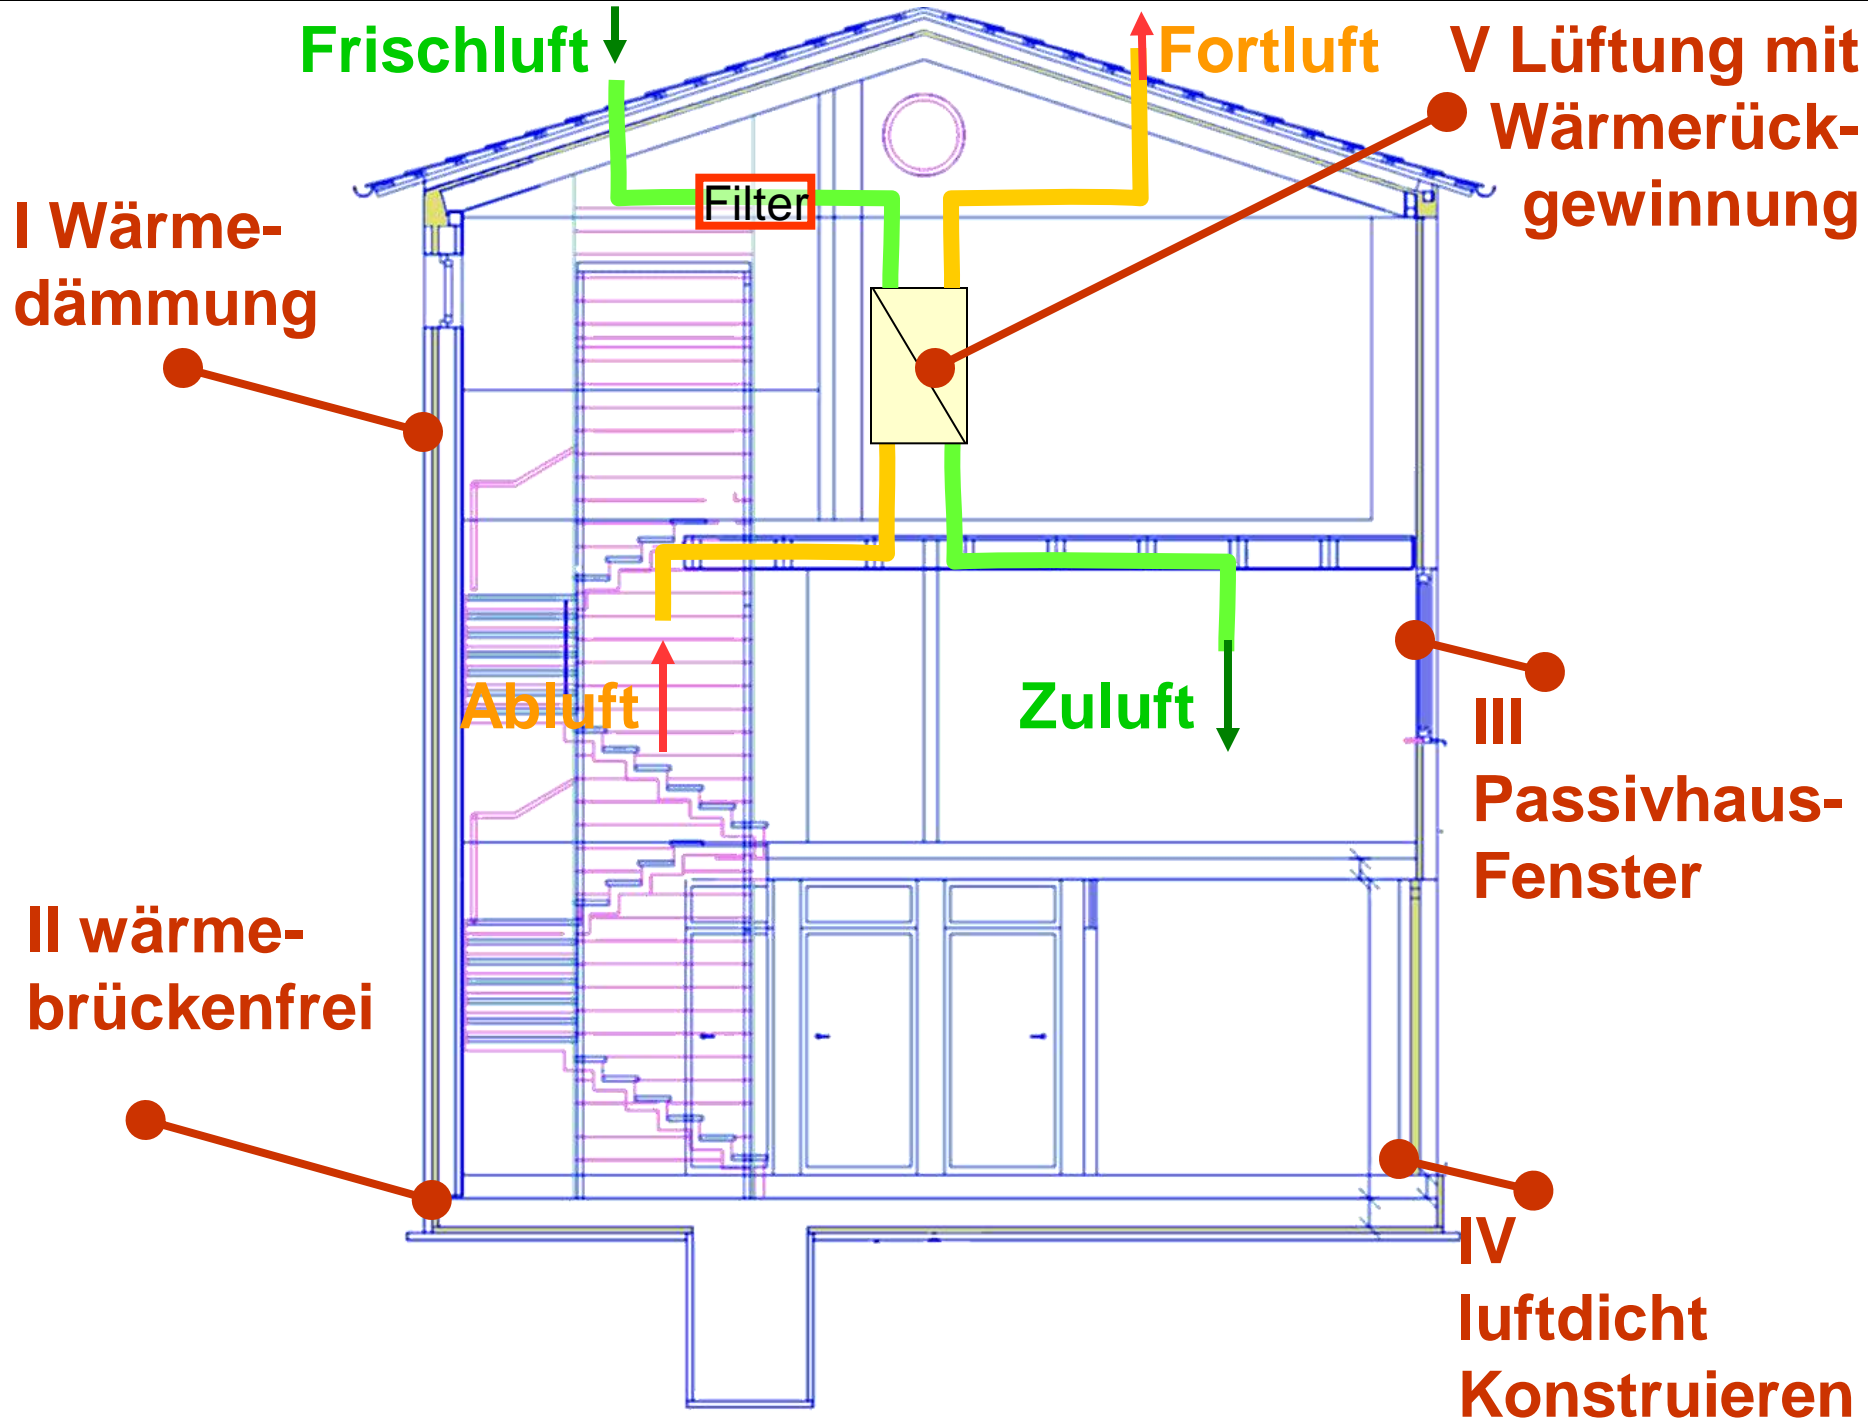 Frischluft
Fortluft
V Lüftung mit
Wärmerück-
gewinnung
Filter
I Wärme-
dämmung
Abluft
Zuluft
III
Passivhaus-
Fenster
II wärme-
brückenfrei
IV
luftdicht
Konstruieren